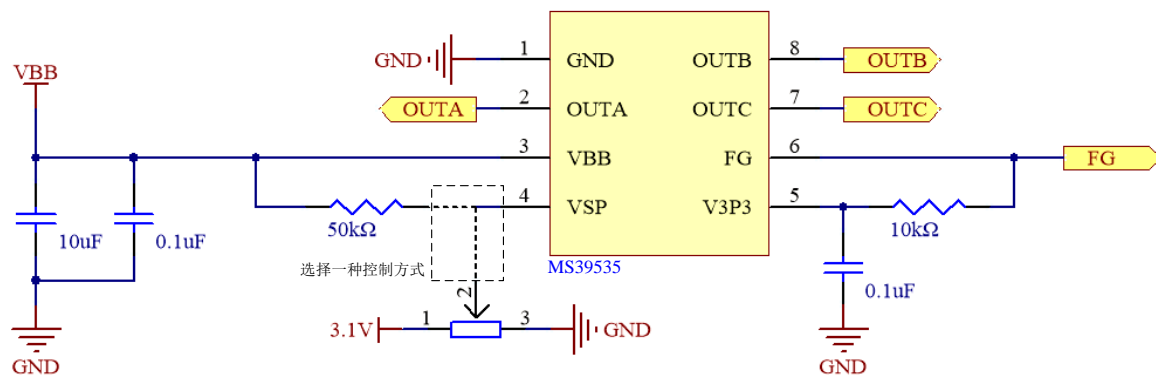 VBB
10uF
0.1uF
GND
50kΩ
选择一种控制方式
3.1V
1
2
3
GND
GND
1
OUTA
2
3
4
GND
OUTA
VBB
VSP
OUTB
OUTC
FG
V3P3
MS39535
8
OUTB
7
OUTC
6
FG
5
10kΩ
0.1uF
GND